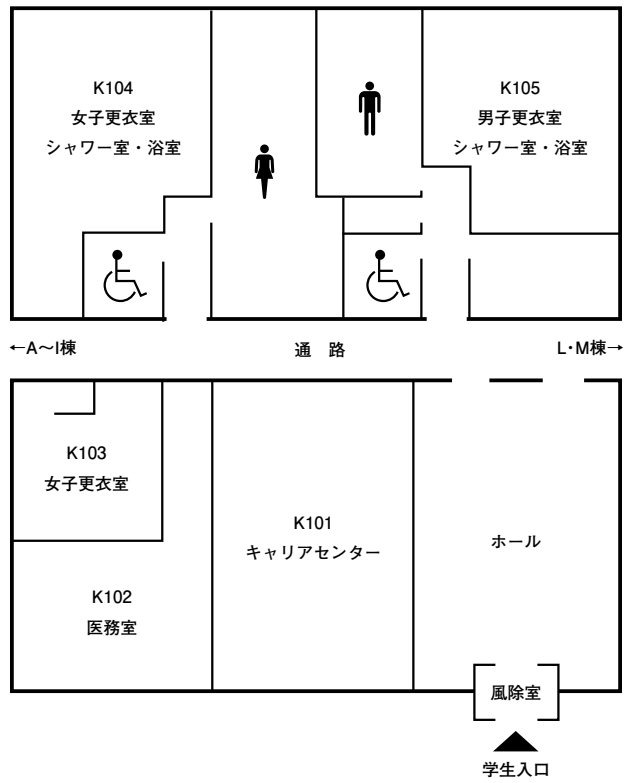 K104
女子更衣室
シャワー室・浴室
K105
男子更衣室
シャワー室・浴室
←A〜I棟
通 路
L・M棟→
K103
女子更衣室
K101
キャリアセンター
ホール
K102
医務室
風除室
学生入口